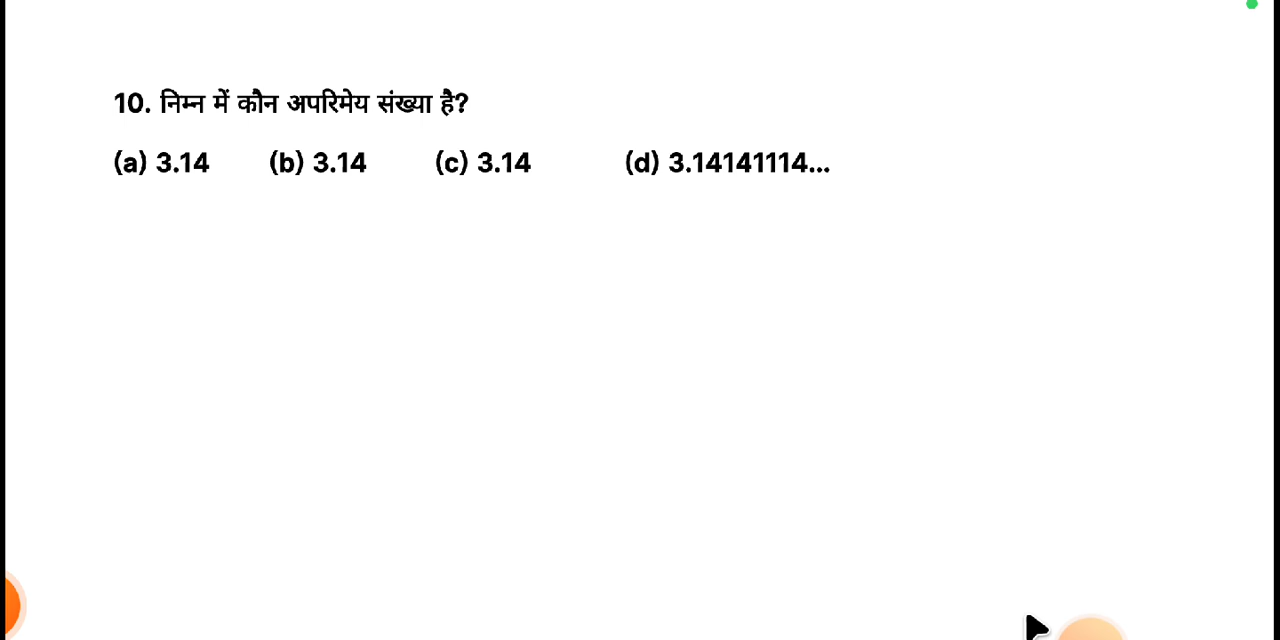 10. निम्न में कौन अपरिमेय संख्या है?
(a) 3.14 (b) 3.14 (c) 3.14 (d) 3.14141114...